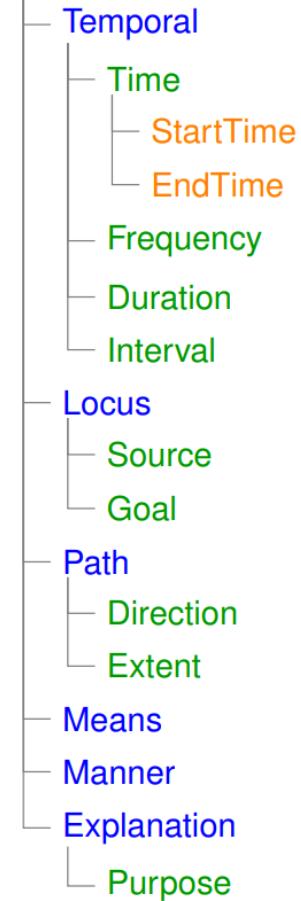 Temporal
Time
StartTime
EndTime
Frequency
Duration
Interval
Locus
Source
Goal
Path
Direction
Extent
Means
Manner
Explanation
Purpose